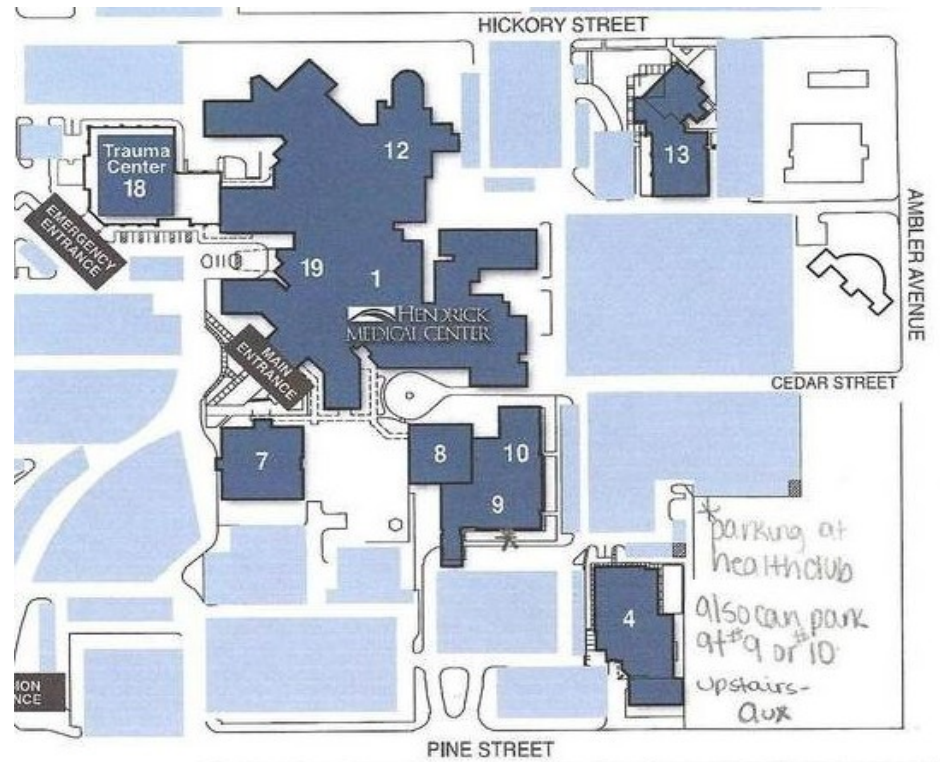 HICKORY STREET
12
13
Trauma
Center
18
EMERGENCY
ENTRANCE
AMBLER AVENUE
19
1
HENDRICK
MEDICAL CENTER
MAIN
ENTRANCE
CEDAR STREET
7
8
10
9
*
*parking at
healthclub
also can park
at #9 or #10
upstairs-
aux
4
ION
NCE
PINE STREET